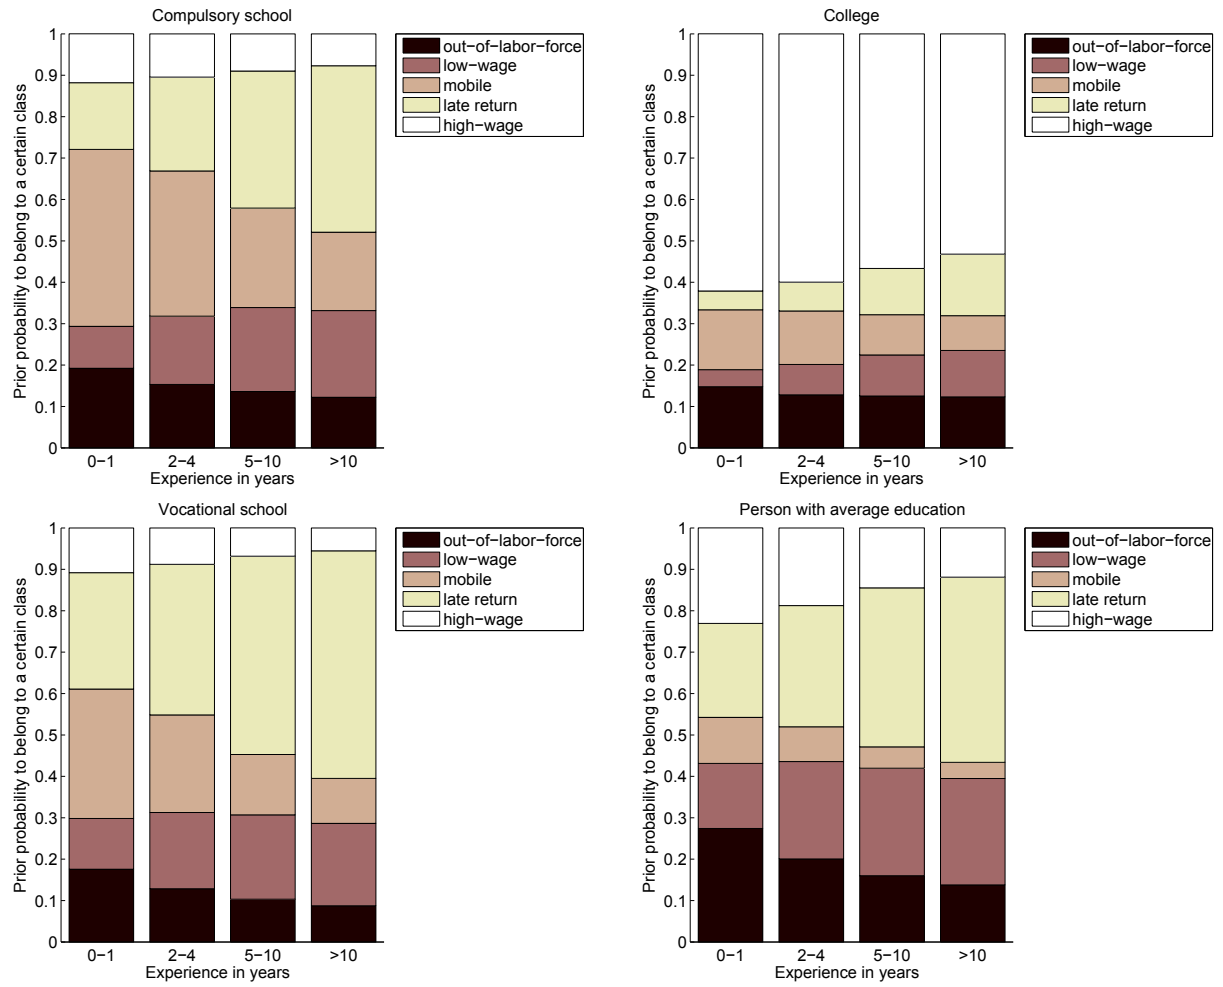 Compulsory school
Prior probability to belong to a certain class
1
0.9
0.8
0.7
0.6
0.5
0.4
0.3
0.2
0.1
0
0−1 2−4 5−10 >10
Experience in years
out−of−labor−force
low−wage
mobile
late return
high−wage
College
Prior probability to belong to a certain class
1
0.9
0.8
0.7
0.6
0.5
0.4
0.3
0.2
0.1
0
0−1 2−4 5−10 >10
Experience in years
out−of−labor−force
low−wage
mobile
late return
high−wage
Vocational school
Prior probability to belong to a certain class
1
0.9
0.8
0.7
0.6
0.5
0.4
0.3
0.2
0.1
0
0−1 2−4 5−10 >10
Experience in years
out−of−labor−force
low−wage
mobile
late return
high−wage
Person with average education
Prior probability to belong to a certain class
1
0.9
0.8
0.7
0.6
0.5
0.4
0.3
0.2
0.1
0
0−1 2−4 5−10 >10
Experience in years
out−of−labor−force
low−wage
mobile
late return
high−wage